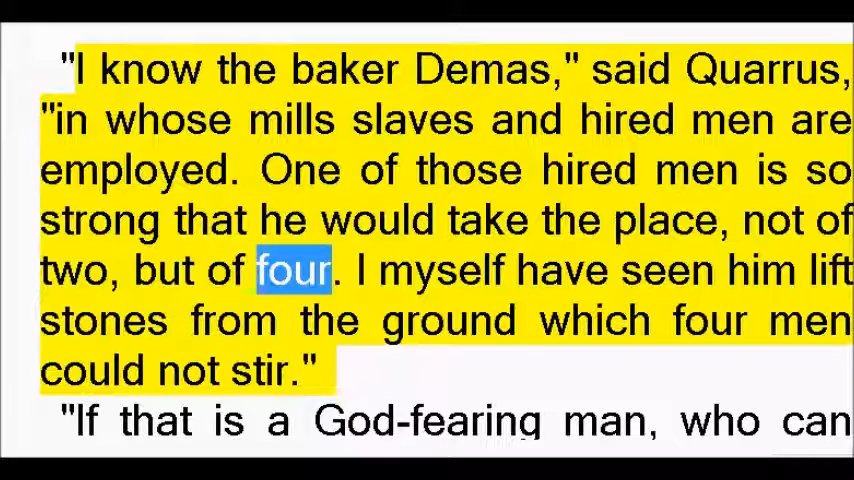 "I know the baker Demas," said Quarrus,
"in whose mills slaves and hired men are
employed. One of those hired men is so
strong that he would take the place, not of
two, but of four. I myself have seen him lift
stones from the ground which four men
could not stir."
"If that is a God-fearing man, who can